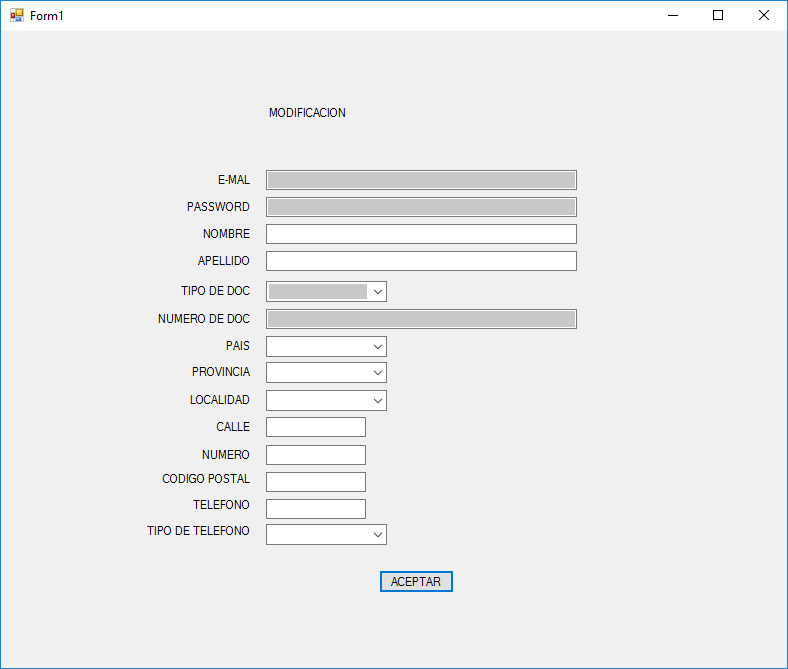 Form1
MODIFICACION
E-MAL
PASSWORD
NOMBRE
APELLIDO
TIPO DE DOC
NUMERO DE DOC
PAIS
PROVINCIA
LOCALIDAD
CALLE
NUMERO
CODIGO POSTAL
TELEFONO
TIPO DE TELEFONO
ACEPTAR